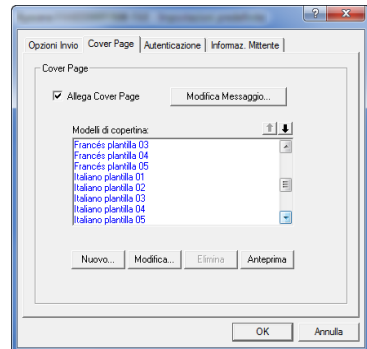 Opzioni Invio Cover Page Autenticazione Informaz. Mittente
Cover Page
Allega Cover Page Modifica Messaggio...
Modelli di copertina:
Francés plantilla 03
Francés plantilla 04
Francés plantilla 05
Italiano plantilla 01
Italiano plantilla 02
Italiano plantilla 03
Italiano plantilla 04
Italiano plantilla 05
Nuovo... Modifica... Elimina Anteprima
OK Annulla